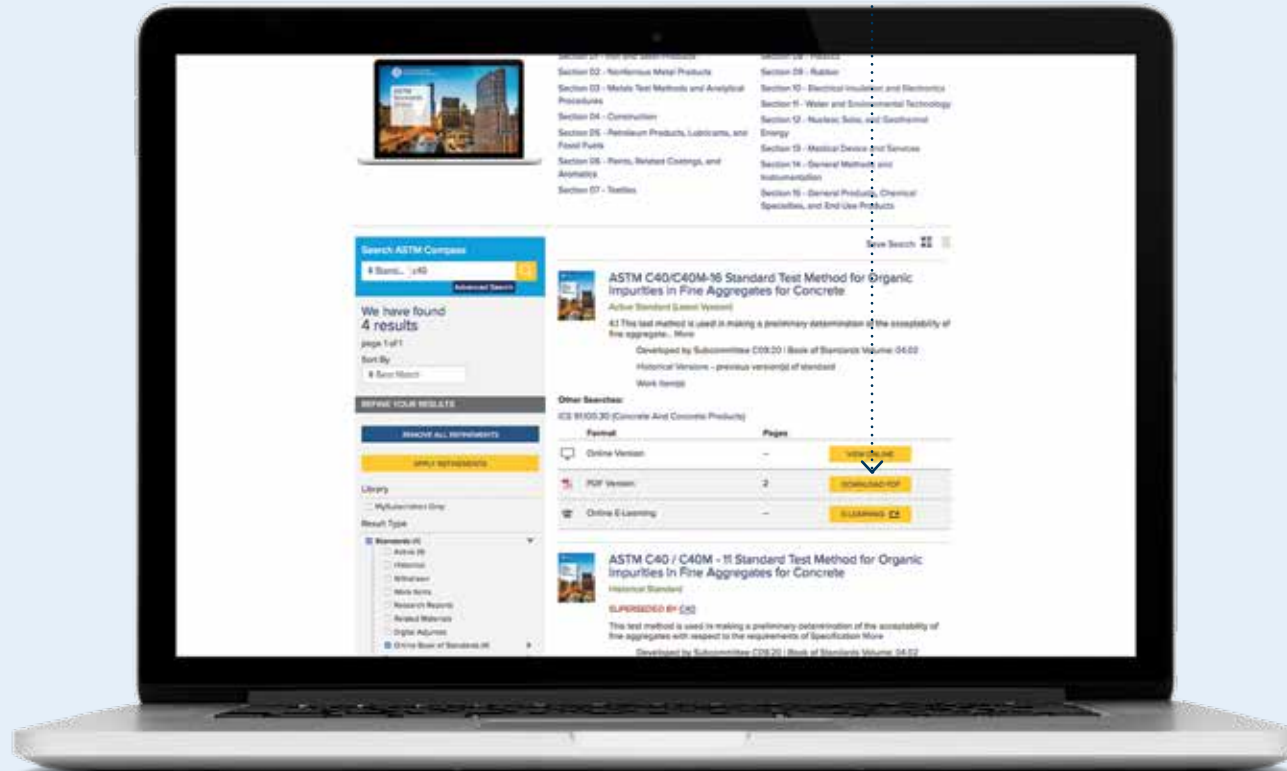 ASTM
Section 02 - Nonferrous Metal Products
Section 03 - Metals Test Methods and Analytical
Procedures
Section 04 - Construction
Section 05 - Petroleum Products, Lubricants, and
Fossil Fuels
Section 06 - Paints, Related Coatings, and
Aromatics
Section 07 - Textiles
Section 09 - Rubber
Section 10 - Electrical Insulation and Electronics
Section 11 - Water and Environmental Technology
Section 12 - Nuclear, Solar, and Geothermal
Energy
Section 13 - Medical Device and Services
Section 14 - General Methods and
Instrumentation
Section 15 - General Products, Chemical
Specialties, and End Use Products
Search ASTM Compass
c40
Advanced Search
We have found
4 results
page 1 of 1
Sort By
Best Match
REFINE YOUR RESULTS
REMOVE ALL REFINEMENTS
APPLY REFINEMENTS
Library
MySubscription Only
Result Type
Standards (4)
Historical
Withdrawn
Work Items
Research Reports
Related Materials
Digital Adjuncts
Online Book of Standards (4)
Save Search
ASTM C40/C40M-16 Standard Test Method for Organic
Impurities in Fine Aggregates for Concrete
Active Standard (Latest Version)
4.1 This test method is used in making a preliminary determination of the acceptability of
fine aggregate... More
Developed by Subcommittee C09.20 | Book of Standards Volume: 04.02
Historical Versions - previous version(s) of standard
Work Item(s)
Other Searches:
ICS 91.100.30 (Concrete And Concrete Products)
Format Pages
Online Version -- VIEW ONLINE
PDF Version 2 DOWNLOAD PDF
Online E-Learning -- E-LEARNING
ASTM C40 / C40M - 11 Standard Test Method for Organic
Impurities in Fine Aggregates for Concrete
Historical Standard
SUPERSEDED BY C40
This test method is used in making a preliminary determination of the acceptability of
fine aggregates with respect to the requirements of Specification More
Developed by Subcommittee C09.20 | Book of Standards Volume: 04.02